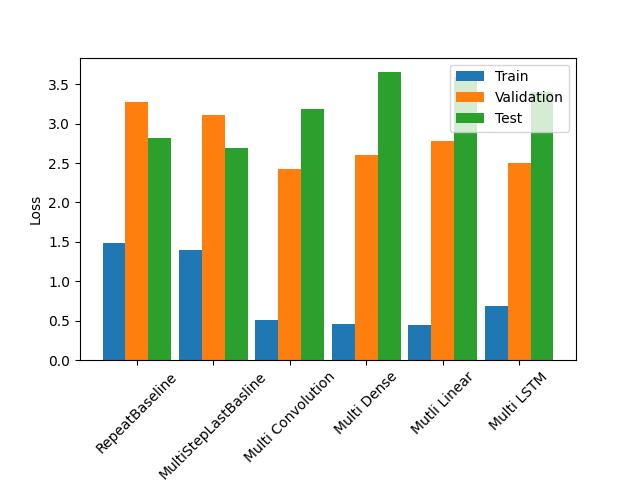 Train
Validation
Test
Loss
3.5
3.0
2.5
2.0
1.5
1.0
0.5
0.0
RepeatBaseline
MultiStepLastBasline
Multi Convolution
Multi Dense
Mutli Linear
Multi LSTM